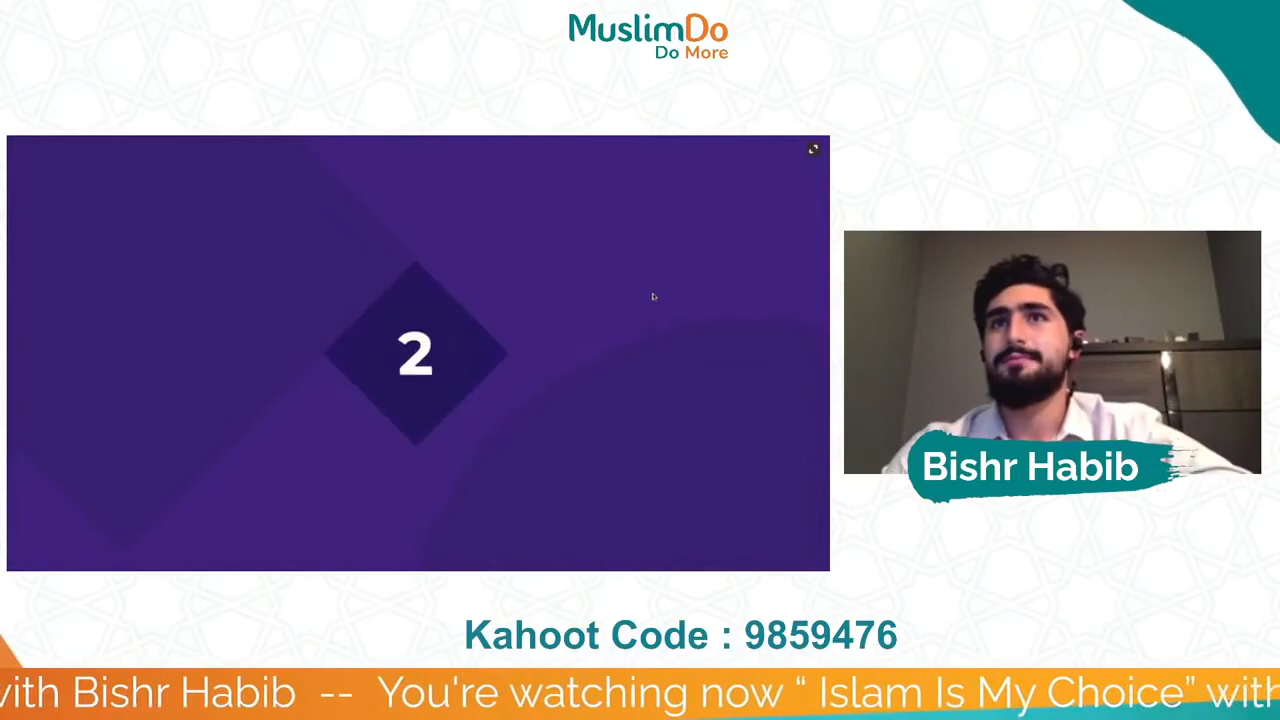 MuslimDo
Do More
2
Bishr Habib
Kahoot Code : 9859476
with Bishr Habib -- You're watching now “ Islam Is My Choice” with